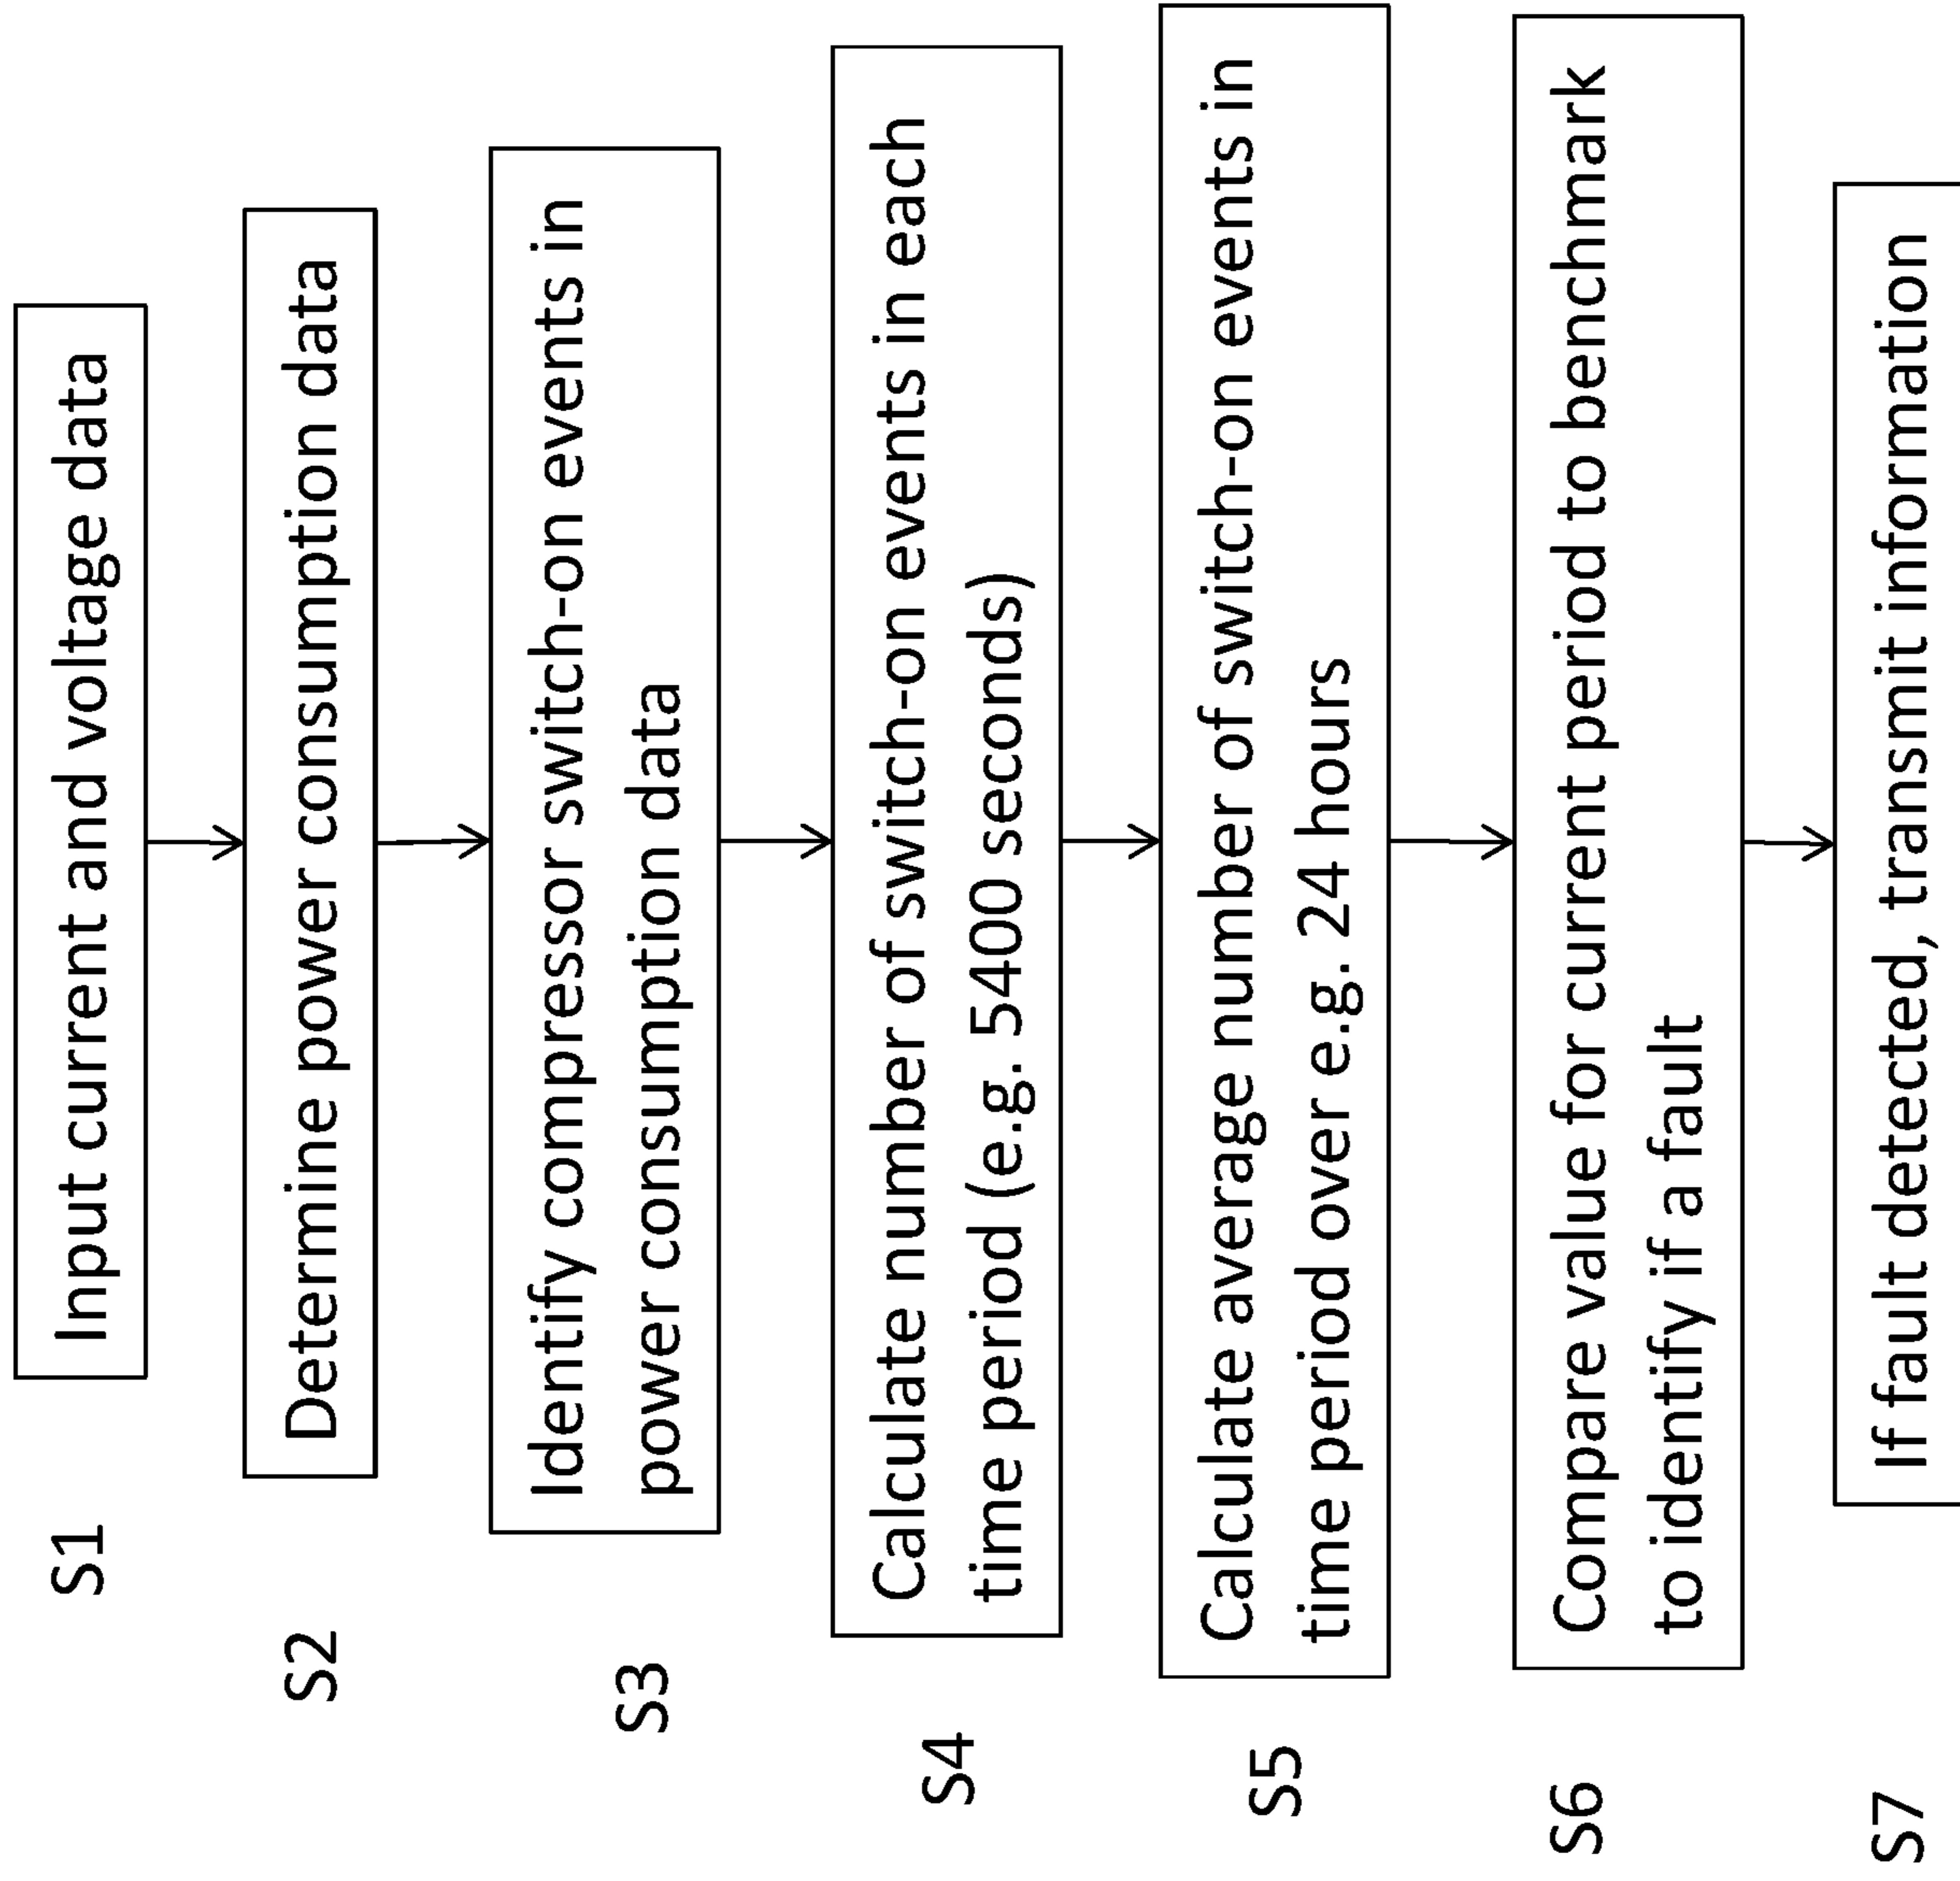 S1
Input current and voltage data
S2
Determine power consumption data
S3
Identify compressor switch-on events in
power consumption data
S4
Calculate number of switch-on events in each
time period (e.g. 5400 seconds)
S5
Calculate average number of switch-on events in
time period over e.g. 24 hours
S6
Compare value for current period to benchmark
to identify if a fault
S7
If fault detected, transmit information